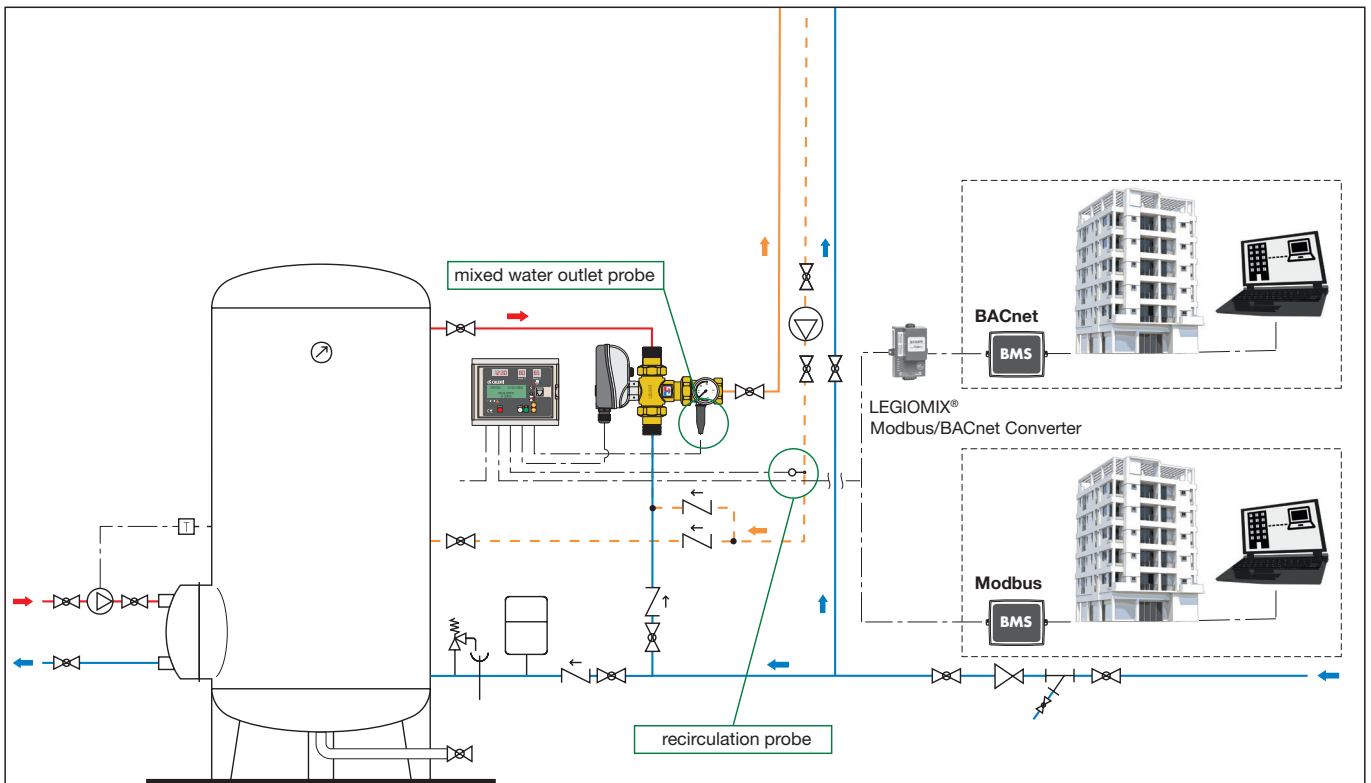 mixed water outlet probe
BACnet
BMS
LEGIOMIX®
Modbus/BACnet Converter
T
Modbus
BMS
recirculation probe